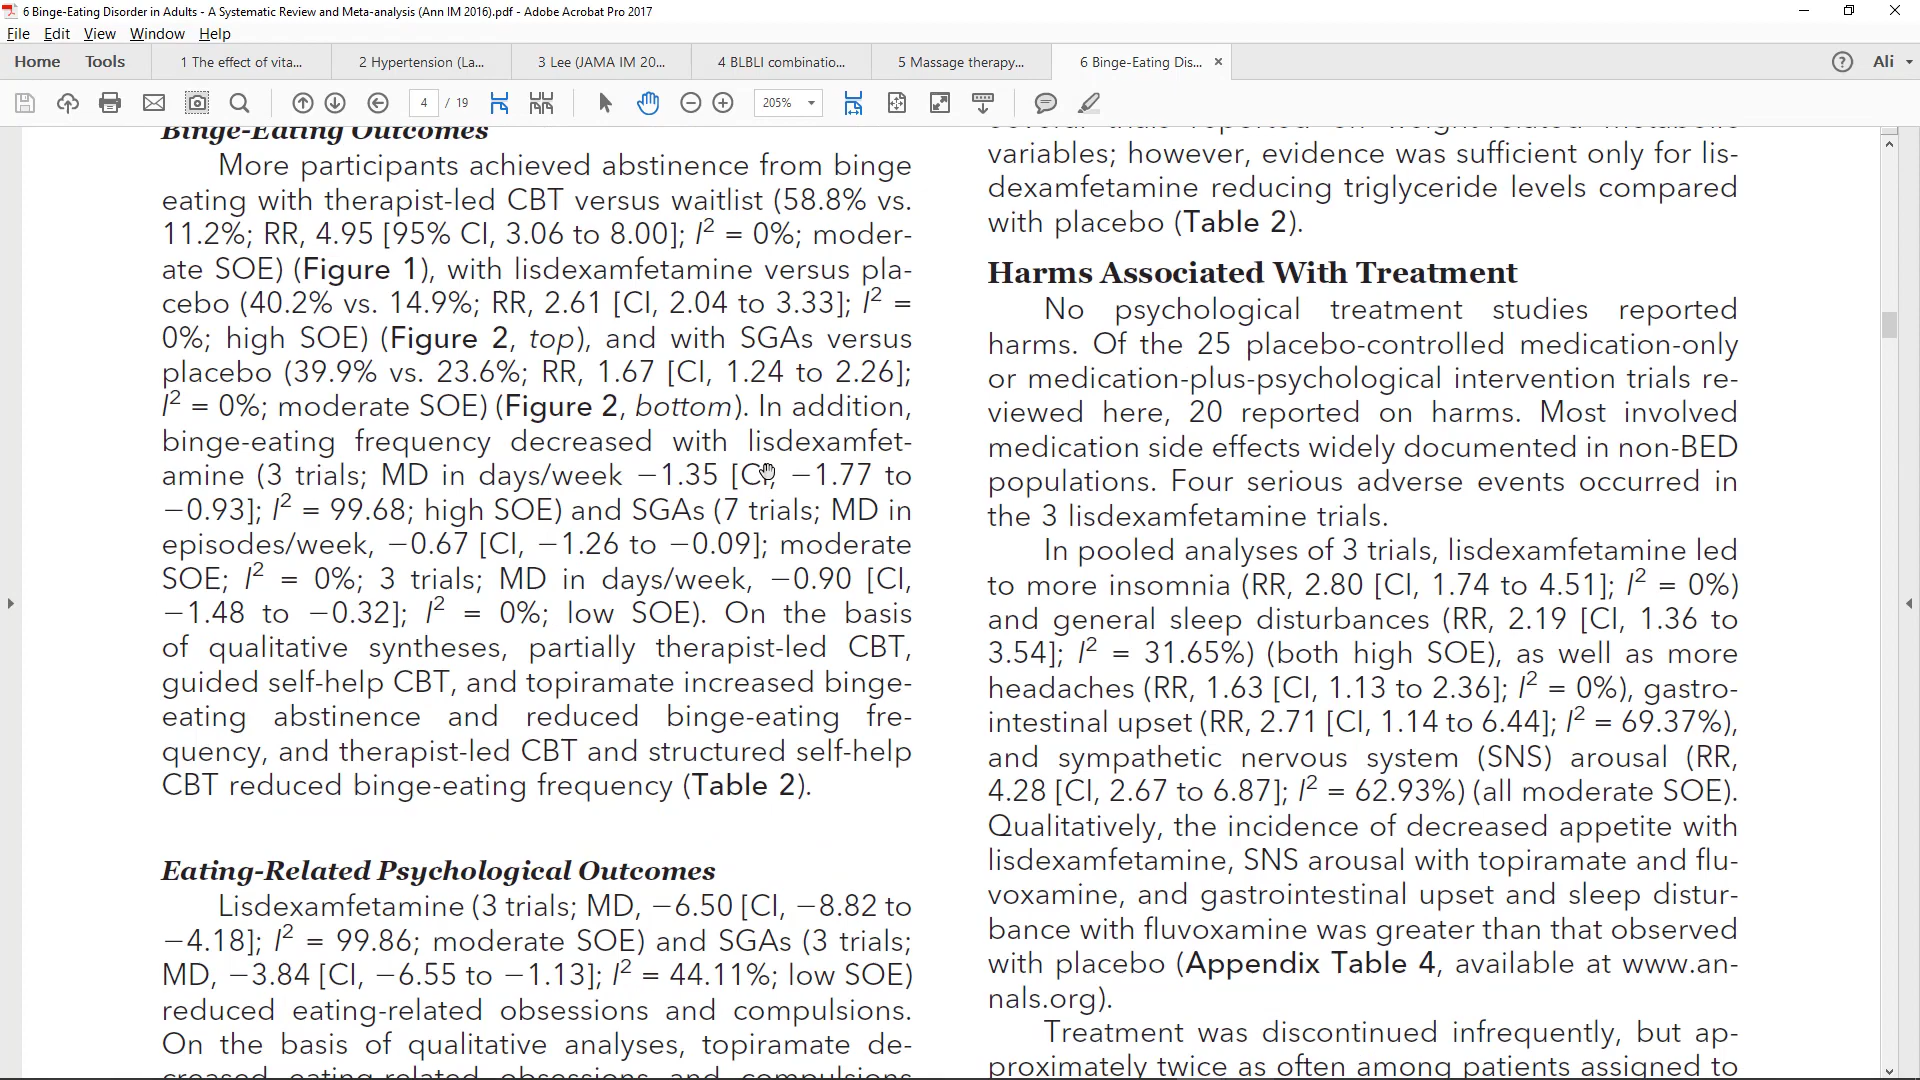 6 Binge-Eating Disorder in Adults - A Systematic Review and Meta-analysis (Ann IM 2016).pdf - Adobe Acrobat Pro 2017
File Edit View Window Help
Home Tools 1 The effect of vita... 2 Hypertension (La... 3 Lee (JAMA IM 20... 4 BLBLI combinatio... 5 Massage therapy... 6 Binge-Eating Dis... × ? Ali
4 / 19 205%
Binge-Eating Outcomes
More participants achieved abstinence from binge
eating with therapist-led CBT versus waitlist (58.8% vs.
11.2%; RR, 4.95 [95% CI, 3.06 to 8.00]; I² = 0%; moder-
ate SOE) (Figure 1), with lisdexamfetamine versus pla-
cebo (40.2% vs. 14.9%; RR, 2.61 [CI, 2.04 to 3.33]; I² =
0%; high SOE) (Figure 2, top), and with SGAs versus
placebo (39.9% vs. 23.6%; RR, 1.67 [CI, 1.24 to 2.26];
I² = 0%; moderate SOE) (Figure 2, bottom). In addition,
binge-eating frequency decreased with lisdexamfet-
amine (3 trials; MD in days/week −1.35 [CI, −1.77 to
−0.93]; I² = 99.68; high SOE) and SGAs (7 trials; MD in
episodes/week, −0.67 [CI, −1.26 to −0.09]; moderate
SOE; I² = 0%; 3 trials; MD in days/week, −0.90 [CI,
−1.48 to −0.32]; I² = 0%; low SOE). On the basis
of qualitative syntheses, partially therapist-led CBT,
guided self-help CBT, and topiramate increased binge-
eating abstinence and reduced binge-eating fre-
quency, and therapist-led CBT and structured self-help
CBT reduced binge-eating frequency (Table 2).
Eating-Related Psychological Outcomes
Lisdexamfetamine (3 trials; MD, −6.50 [CI, −8.82 to
−4.18]; I² = 99.86; moderate SOE) and SGAs (3 trials;
MD, −3.84 [CI, −6.55 to −1.13]; I² = 44.11%; low SOE)
reduced eating-related obsessions and compulsions.
On the basis of qualitative analyses, topiramate de-
creased eating-related obsessions and compulsions
several trials reported on weight-related metabolic
variables; however, evidence was sufficient only for lis-
dexamfetamine reducing triglyceride levels compared
with placebo (Table 2).
Harms Associated With Treatment
No psychological treatment studies reported
harms. Of the 25 placebo-controlled medication-only
or medication-plus-psychological intervention trials re-
viewed here, 20 reported on harms. Most involved
medication side effects widely documented in non-BED
populations. Four serious adverse events occurred in
the 3 lisdexamfetamine trials.
In pooled analyses of 3 trials, lisdexamfetamine led
to more insomnia (RR, 2.80 [CI, 1.74 to 4.51]; I² = 0%)
and general sleep disturbances (RR, 2.19 [CI, 1.36 to
3.54]; I² = 31.65%) (both high SOE), as well as more
headaches (RR, 1.63 [CI, 1.13 to 2.36]; I² = 0%), gastro-
intestinal upset (RR, 2.71 [CI, 1.14 to 6.44]; I² = 69.37%),
and sympathetic nervous system (SNS) arousal (RR,
4.28 [CI, 2.67 to 6.87]; I² = 62.93%) (all moderate SOE).
Qualitatively, the incidence of decreased appetite with
lisdexamfetamine, SNS arousal with topiramate and flu-
voxamine, and gastrointestinal upset and sleep distur-
bance with fluvoxamine was greater than that observed
with placebo (Appendix Table 4, available at www.an-
nals.org).
Treatment was discontinued infrequently, but ap-
proximately twice as often among patients assigned to